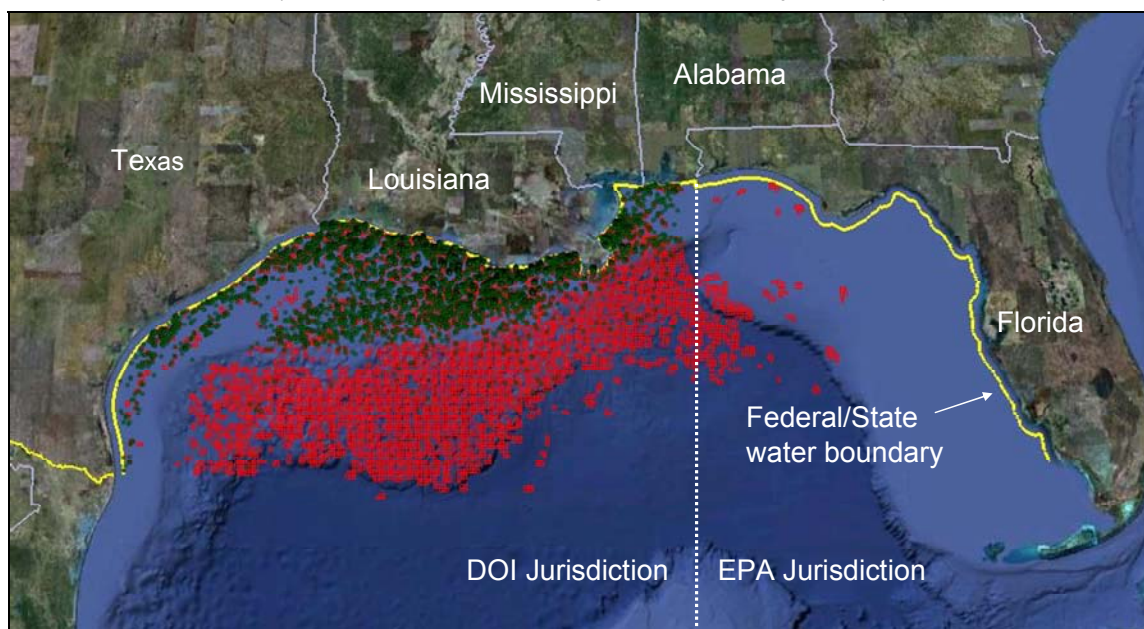 Mississippi
Alabama
Texas
Louisiana
Florida
Federal/State
water boundary
DOI Jurisdiction
EPA Jurisdiction